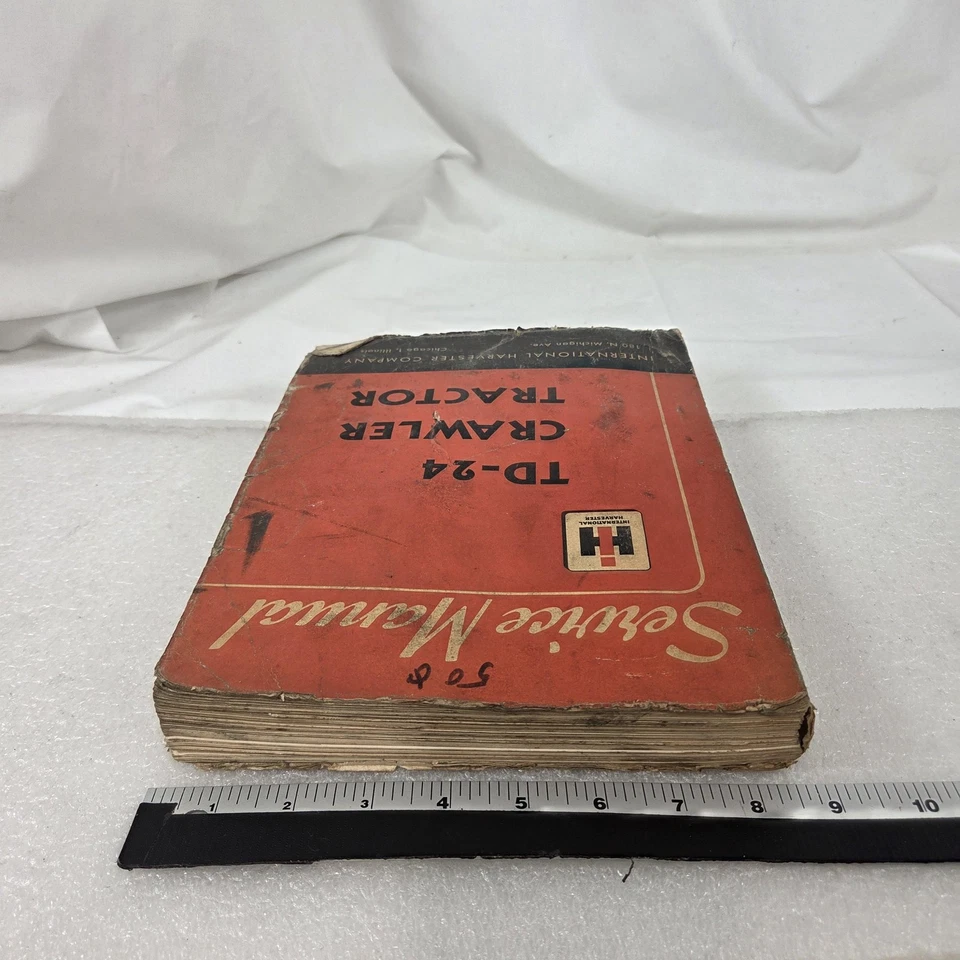 Service Manual
IH
INTERNATIONAL
HARVESTER
TD-24
CRAWLER
TRACTOR
INTERNATIONAL HARVESTER COMPANY
180 N. Michigan Ave. Chicago 1, Illinois
1 2 3 4 5 6 7 8 9 10